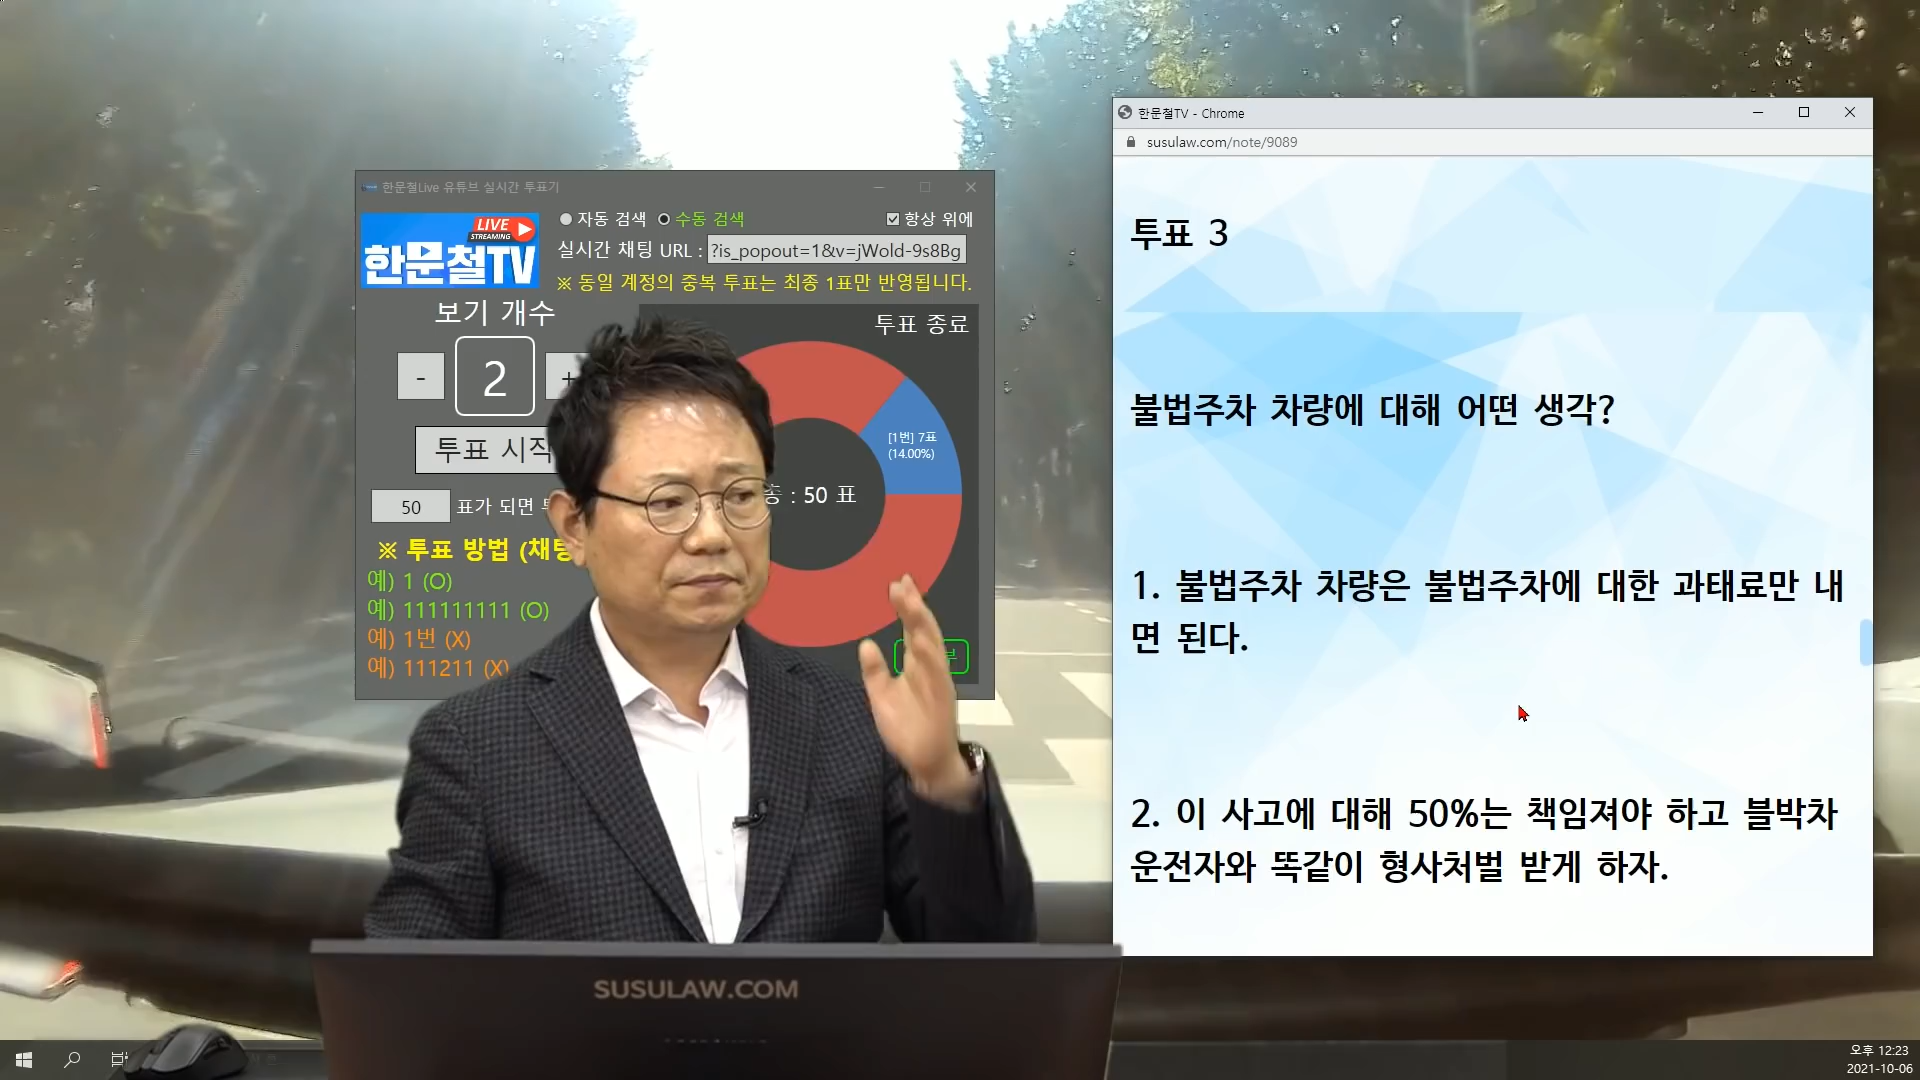 한문철Live 유튜브 실시간 투표기
LIVE
STREAMING
한문철TV
자동 검색 수동 검색
항상 위에
실시간 채팅 URL : ?is_popout=1&v=jWold-9s8Bg
※ 동일 계정의 중복 투표는 최종 1표만 반영됩니다.
보기 개수
- 2 +
투표 시작
50 표가 되면
※ 투표 방법 (채팅
예) 1 (O)
예) 111111111 (O)
예) 1번 (X)
예) 111211 (X)
투표 종료
[1번] 7표
(14.00%)
총 : 50 표
한문철TV - Chrome
susulaw.com/note/9089
투표 3
불법주차 차량에 대해 어떤 생각?
1. 불법주차 차량은 불법주차에 대한 과태료만 내
면 된다.
2. 이 사고에 대해 50%는 책임져야 하고 블박차
운전자와 똑같이 형사처벌 받게 하자.
SUSULAW.COM
오후 12:23
2021-10-06